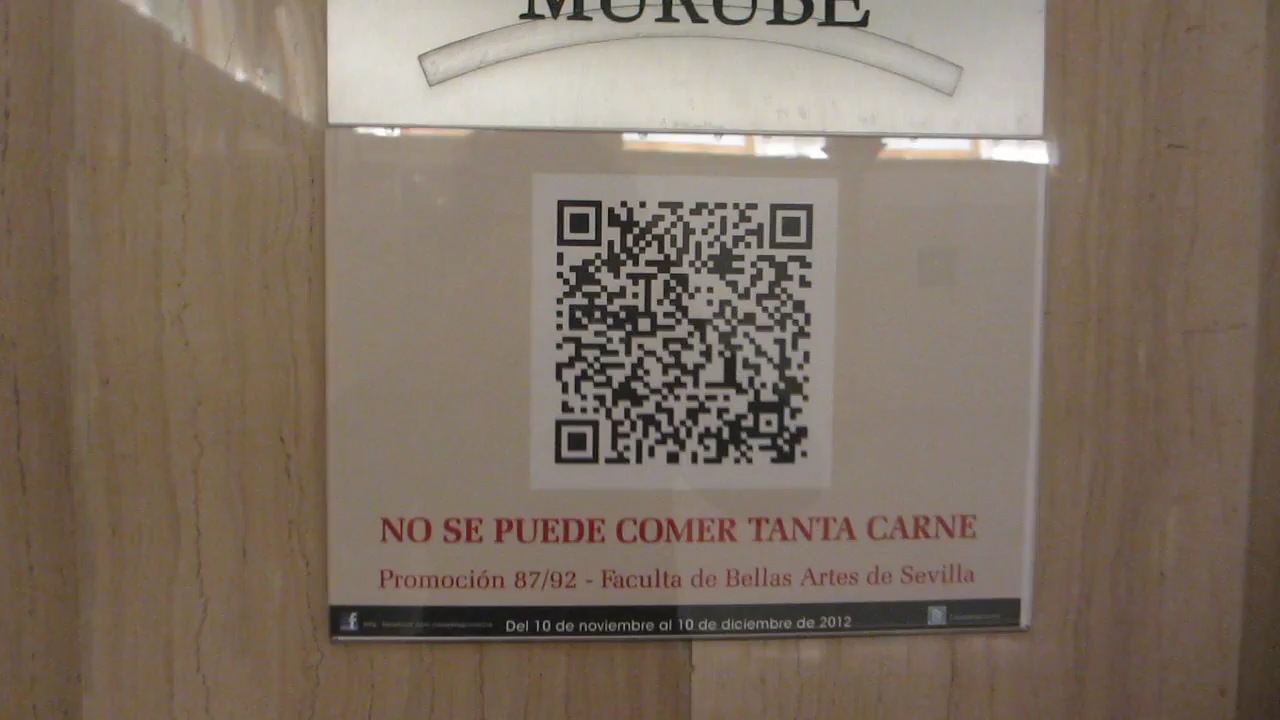 MURUBE
NO SE PUEDE COMER TANTA CARNE
Promoción 87/92 - Faculta de Bellas Artes de Sevilla
Del 10 de noviembre al 10 de diciembre de 2012